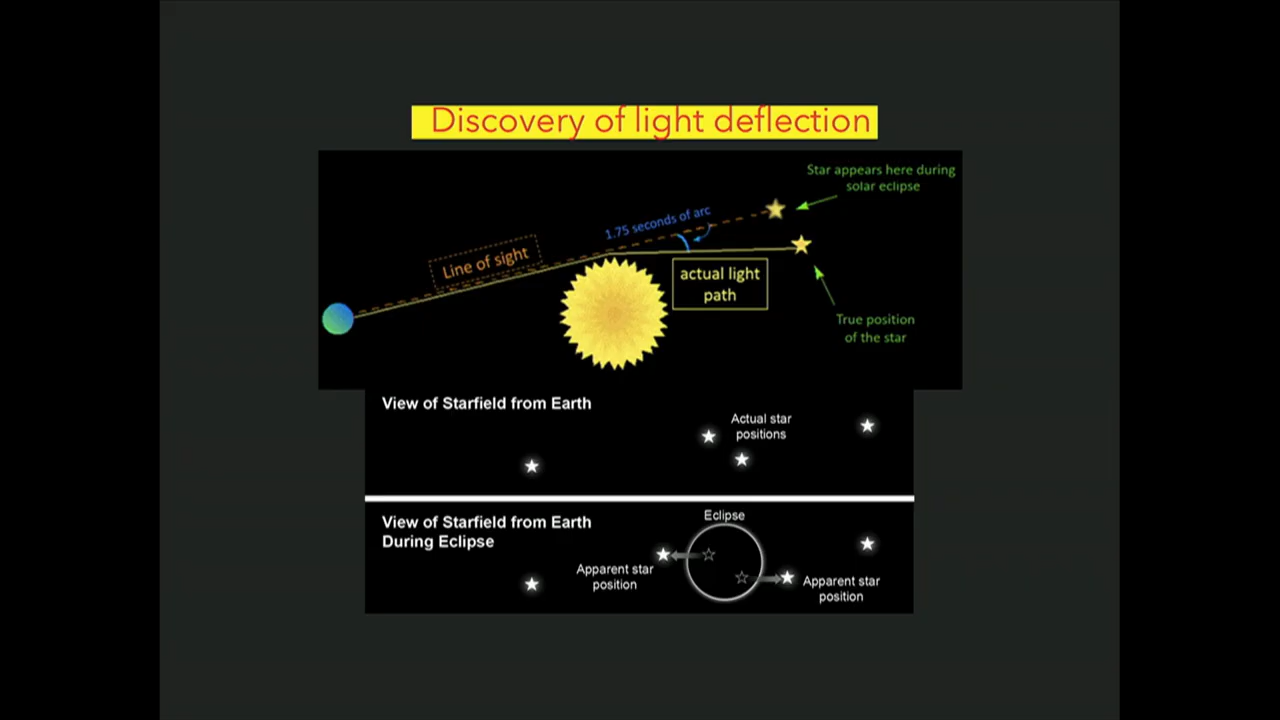 Discovery of light deflection
Star appears here during
solar eclipse
1.75 seconds of arc
Line of sight
actual light
path
True position
of the star
View of Starfield from Earth
Actual star
positions
View of Starfield from Earth
During Eclipse
Eclipse
Apparent star
position
Apparent star
position